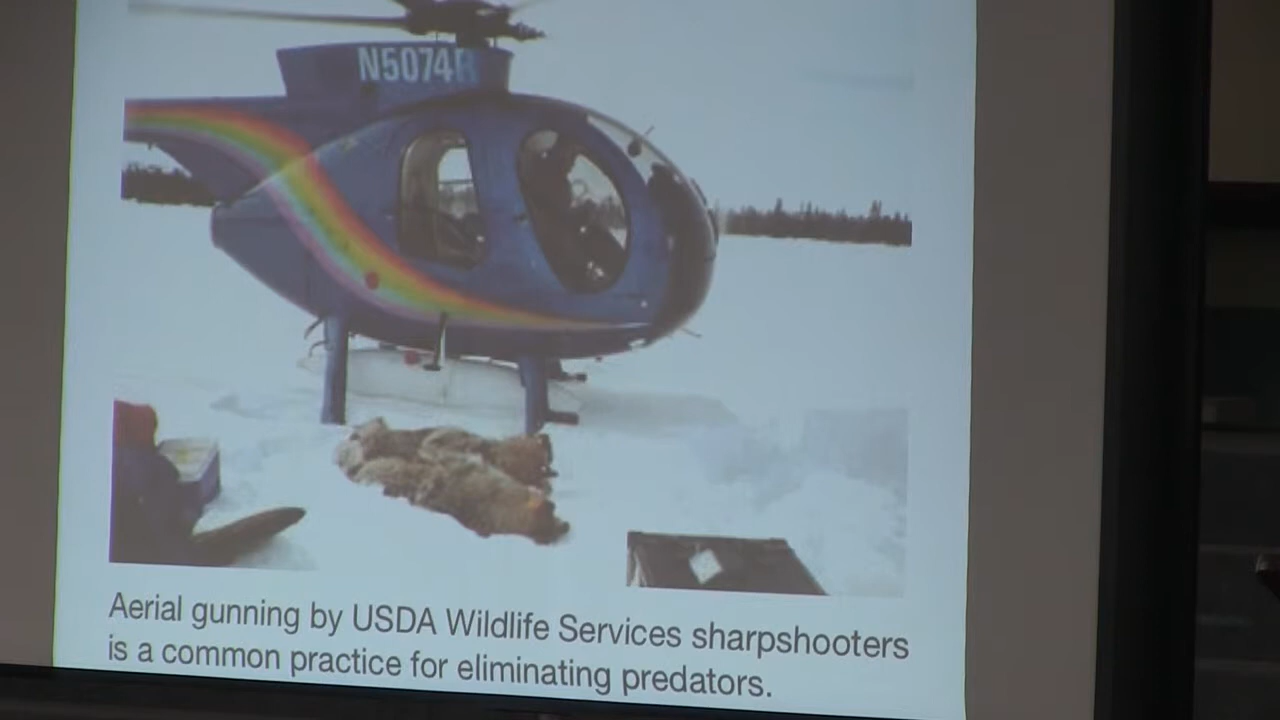 N5074R
Aerial gunning by USDA Wildlife Services sharpshooters
is a common practice for eliminating predators.